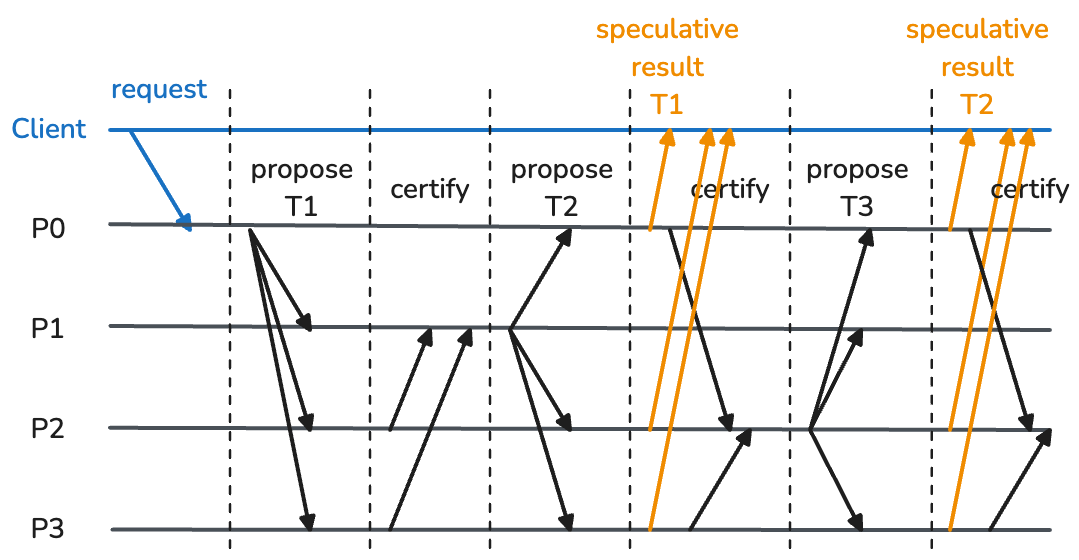 speculative
result
T1
speculative
result
T2
request
Client
propose
T1
certify
propose
T2
certify
propose
T3
certify
P0
P1
P2
P3